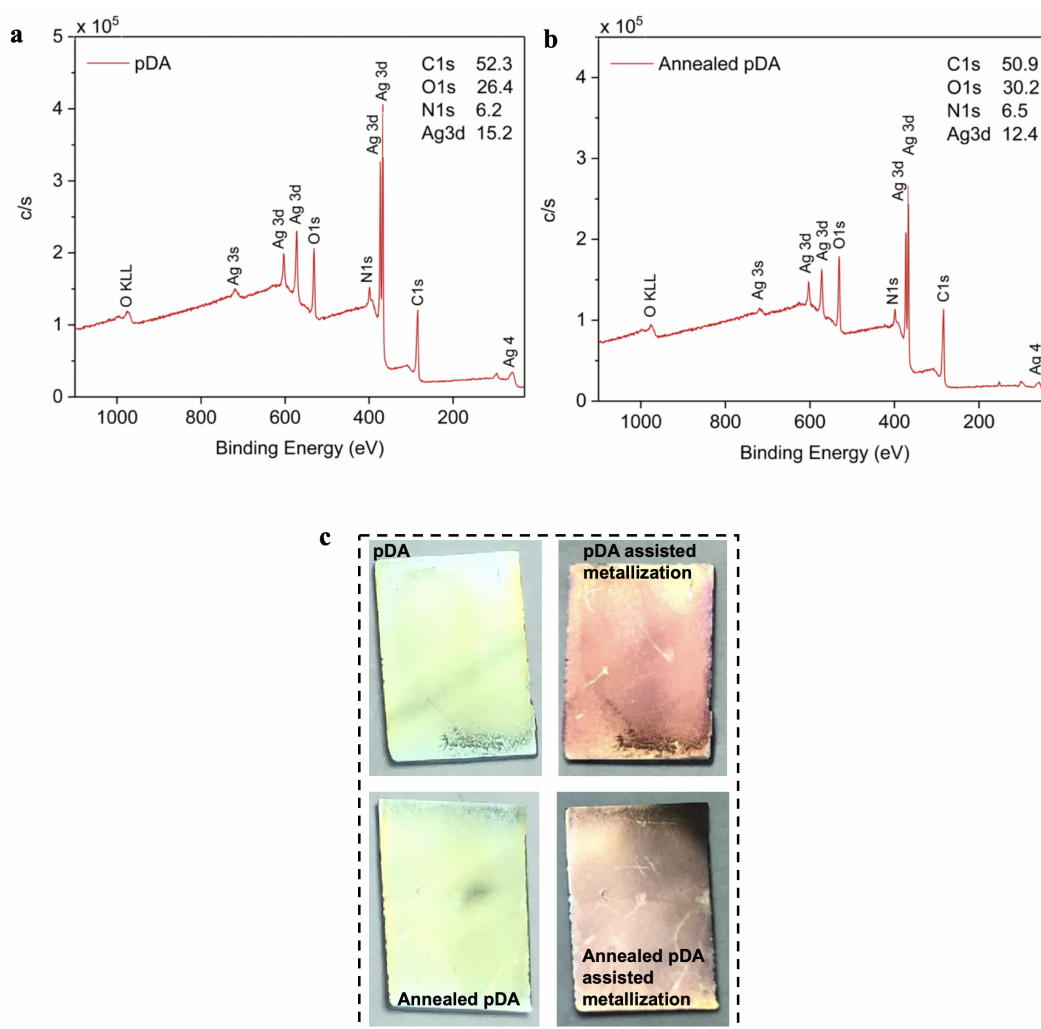 a
x 10⁵
pDA
C1s 52.3
O1s 26.4
N1s 6.2
Ag3d 15.2
5
4
3
2
1
0
c/s
O KLL
Ag 3s
Ag 3d
Ag 3d
O1s
N1s
Ag 3d
Ag 3d
C1s
Ag 4
1000 800 600 400 200
Binding Energy (eV)
b
x 10⁵
Annealed pDA
C1s 50.9
O1s 30.2
N1s 6.5
Ag3d 12.4
4
3
2
1
0
c/s
O KLL
Ag 3s
Ag 3d
Ag 3d
O1s
N1s
Ag 3d
Ag 3d
C1s
Ag 4
1000 800 600 400 200
Binding Energy (eV)
c
pDA
pDA assisted
metallization
Annealed pDA
Annealed pDA
assisted
metallization